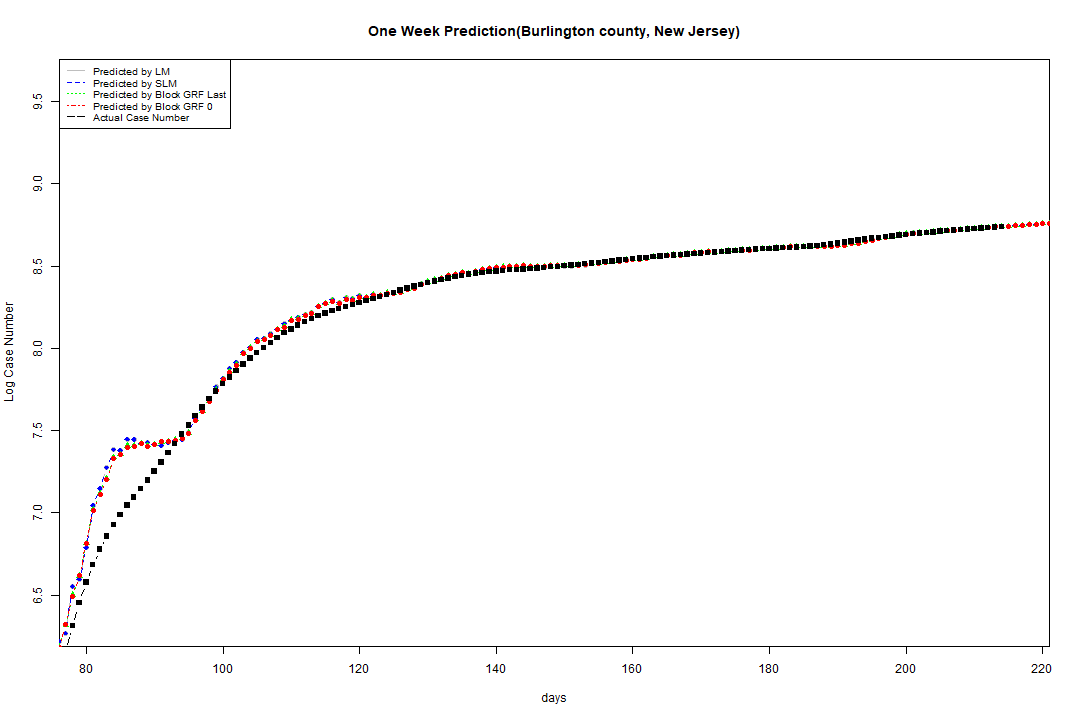 One Week Prediction(Burlington county, New Jersey)
Predicted by LM
Predicted by SLM
Predicted by Block GRF Last
Predicted by Block GRF 0
Actual Case Number
Log Case Number
9.5
9.0
8.5
8.0
7.5
7.0
6.5
80 100 120 140 160 180 200 220
days